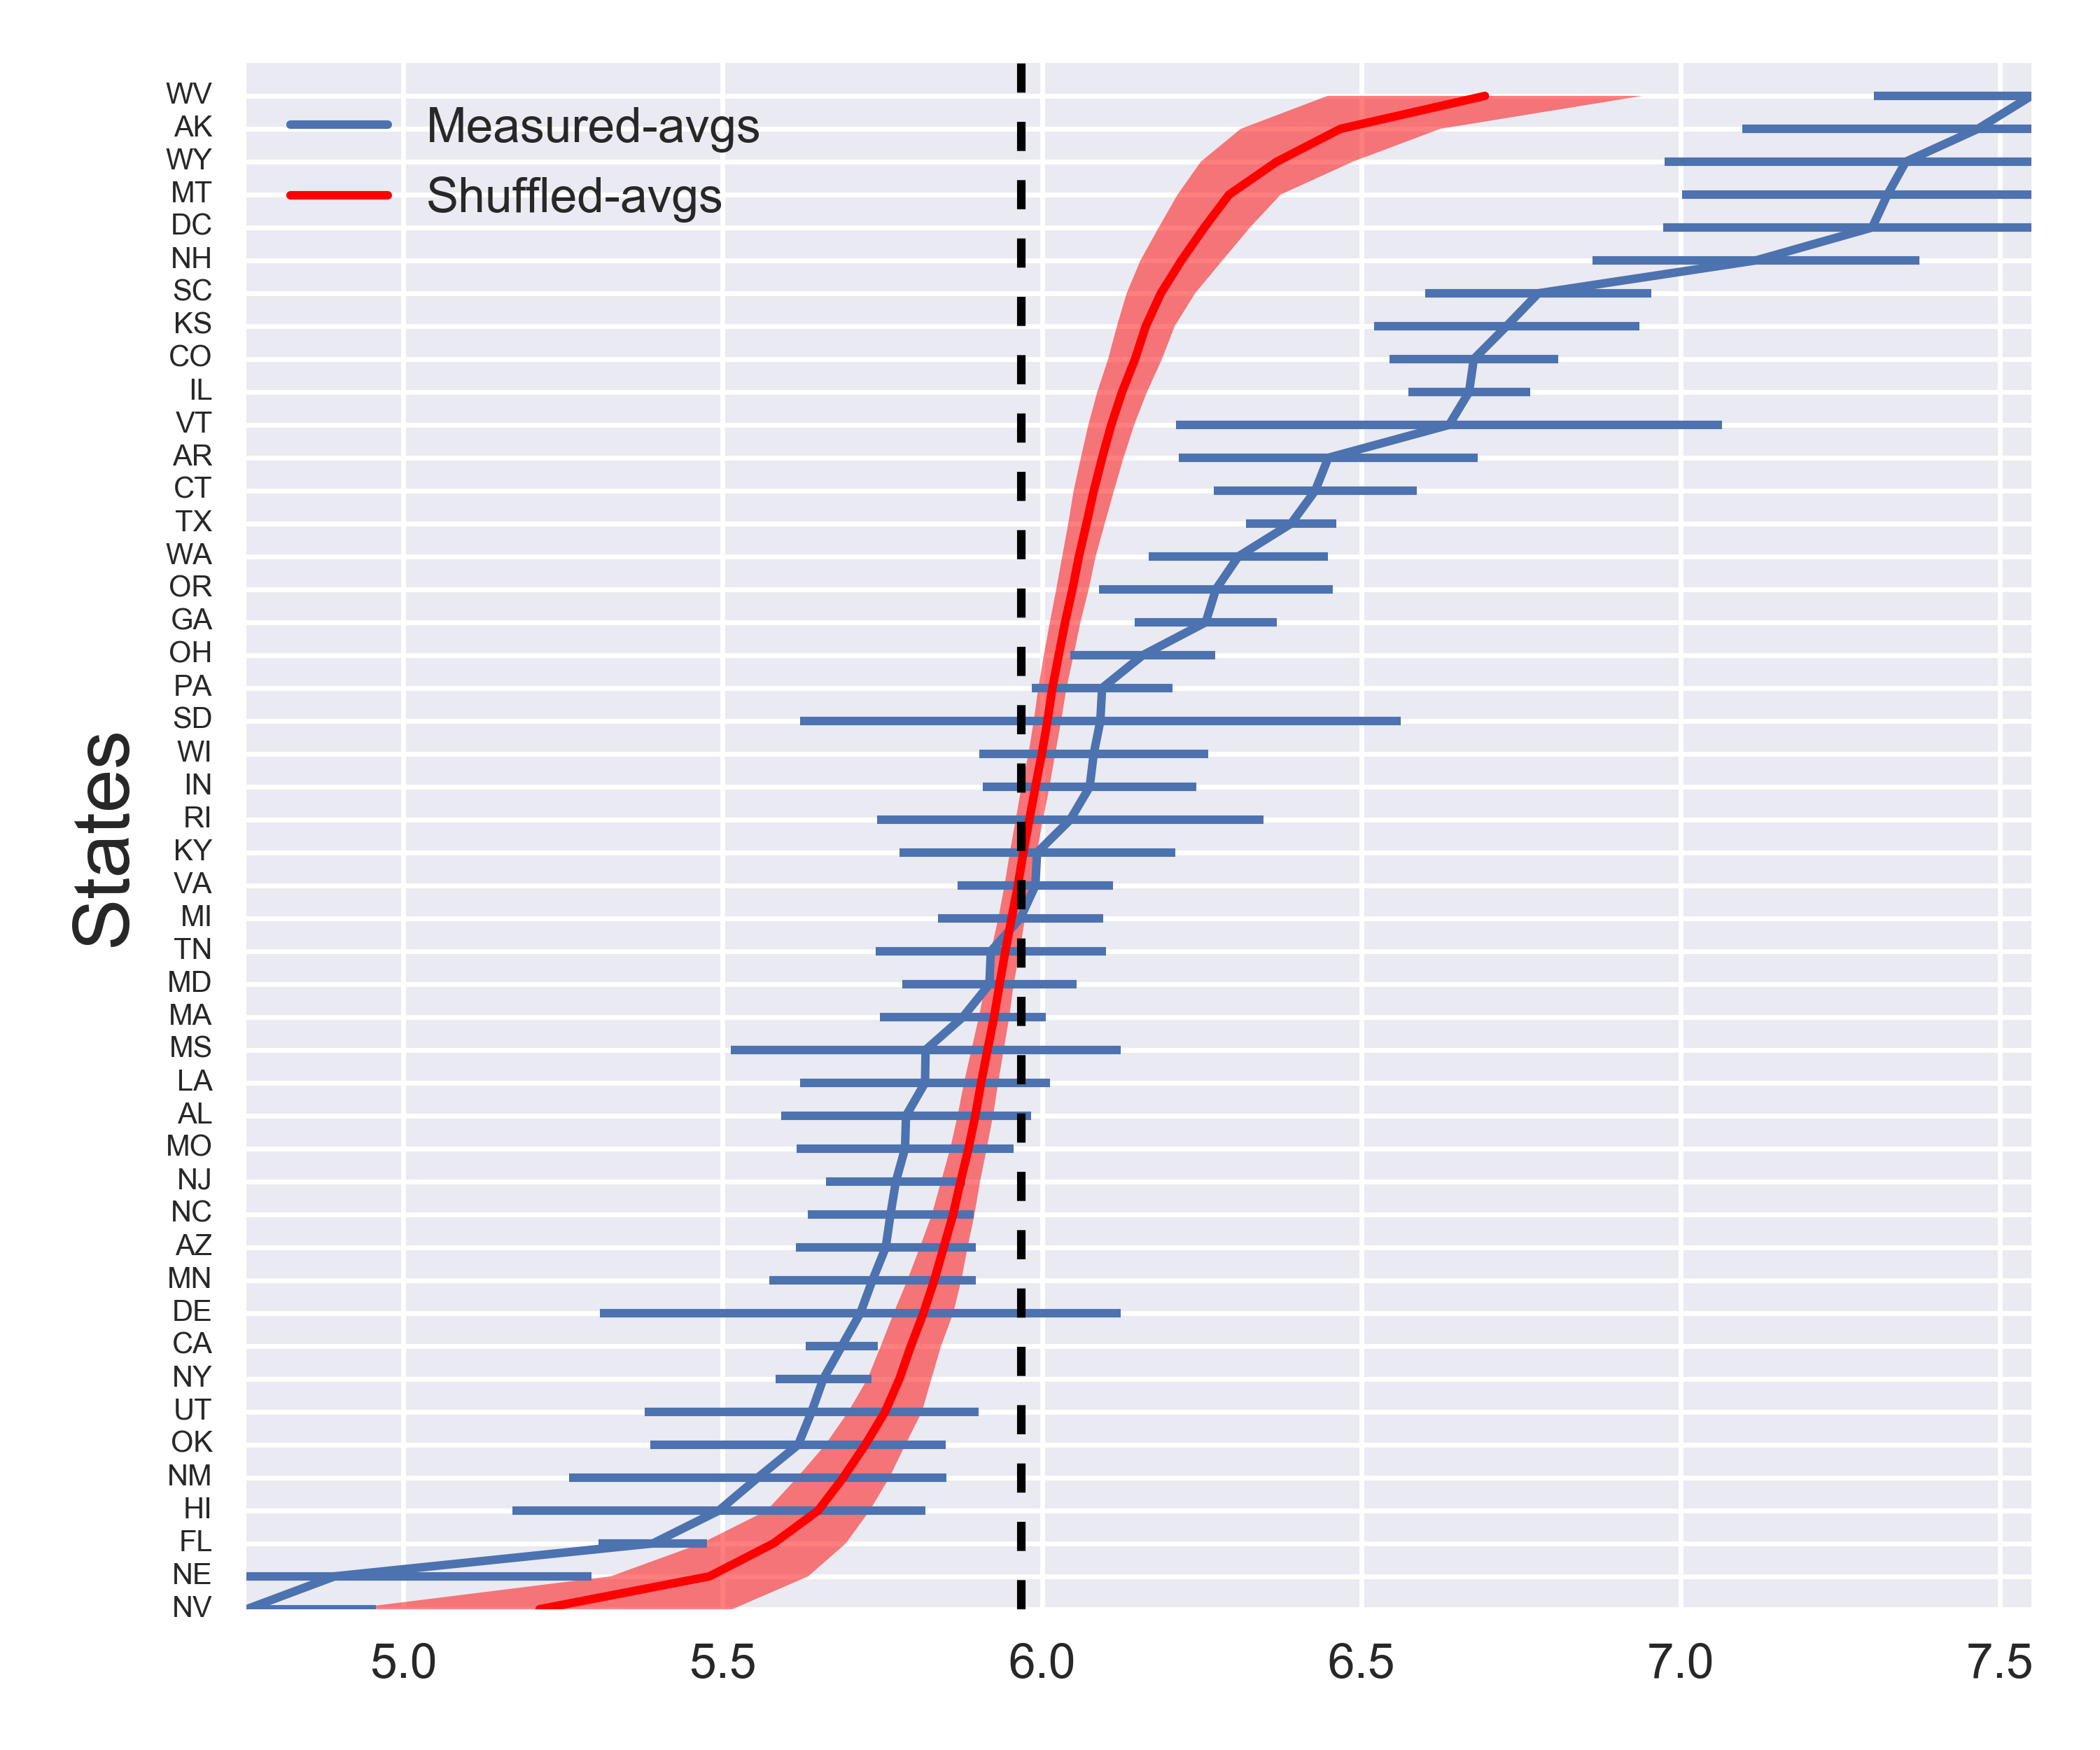 WV
AK
WY
MT
DC
NH
SC
KS
CO
IL
VT
AR
CT
TX
WA
OR
GA
OH
PA
SD
WI
IN
RI
KY
VA
MI
TN
MD
MA
MS
LA
AL
MO
NJ
NC
AZ
MN
DE
CA
NY
UT
OK
NM
HI
FL
NE
NV
Measured-avgs
Shuffled-avgs
States
5.0 5.5 6.0 6.5 7.0 7.5